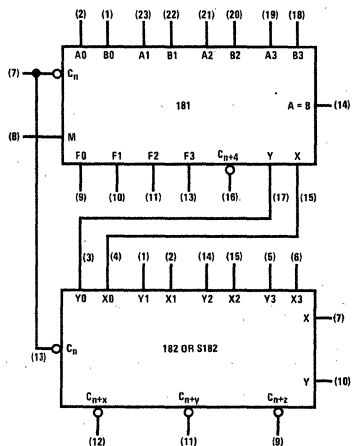 (2) (1) (23) (22) (21) (20) (19) (18)
A0 B0 A1 B1 A2 B2 A3 B3
(7) Cn
181
A = B (14)
(8) M
F0 F1 F2 F3 Cn+4 Y X
(9) (10) (11) (13) (16) (17) (15)
(3) (4) (1) (2) (14) (15) (5) (6)
Y0 X0 Y1 X1 Y2 X2 Y3 X3
X (7)
(13) Cn 182 OR S182
Y (10)
Cn+x Cn+y Cn+z
(12) (11) (9)